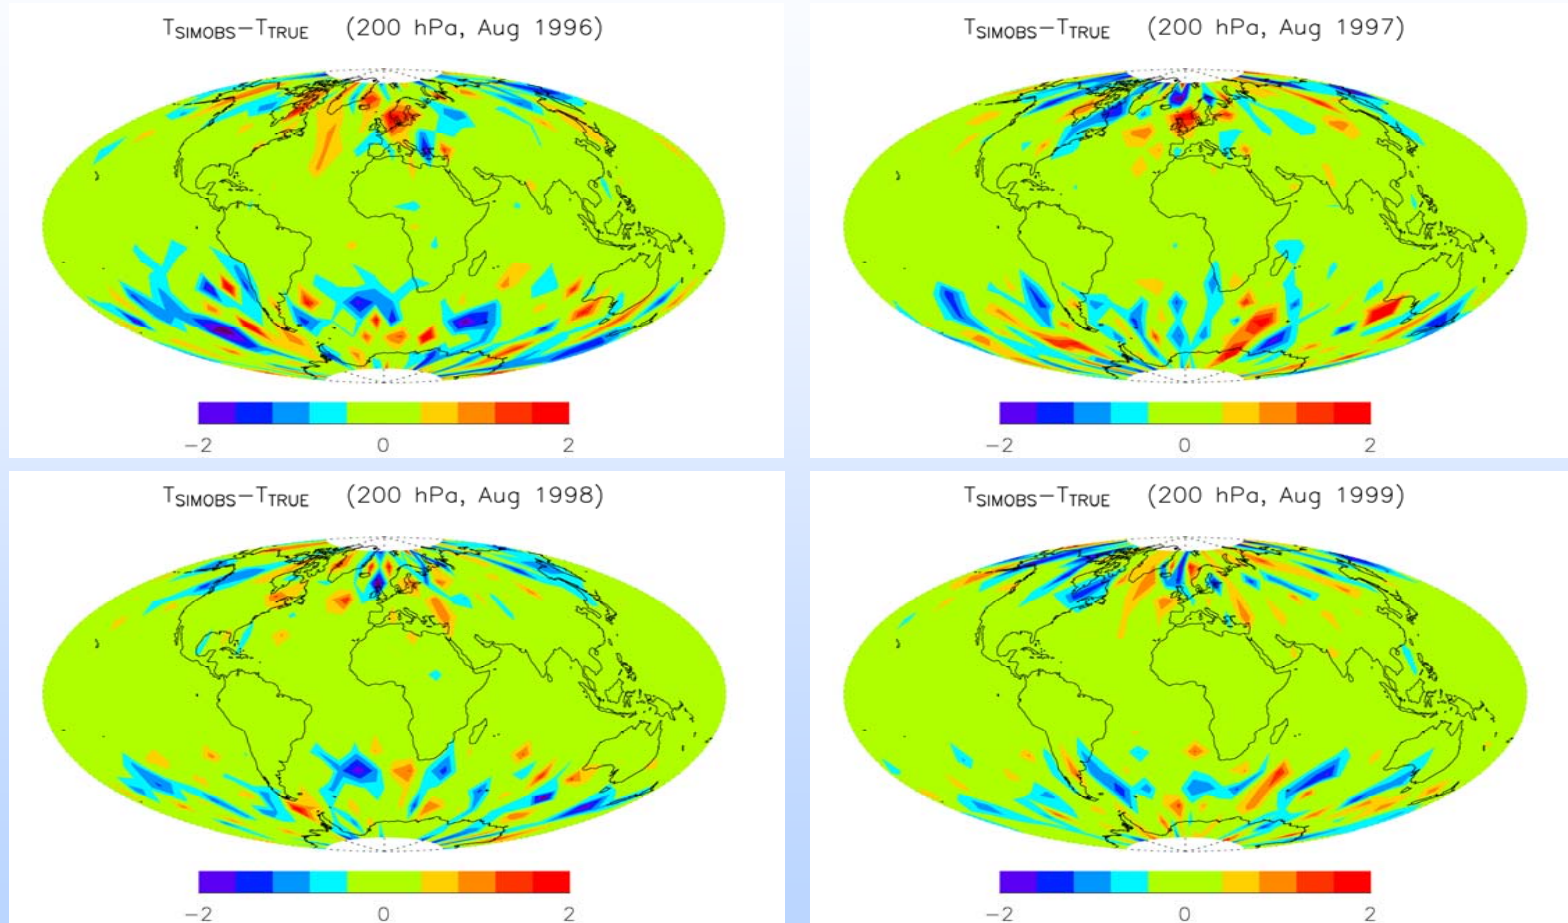 TSIMOBS−TTRUE (200 hPa, Aug 1996)
−2 0 2
TSIMOBS−TTRUE (200 hPa, Aug 1997)
−2 0 2
TSIMOBS−TTRUE (200 hPa, Aug 1998)
−2 0 2
TSIMOBS−TTRUE (200 hPa, Aug 1999)
−2 0 2